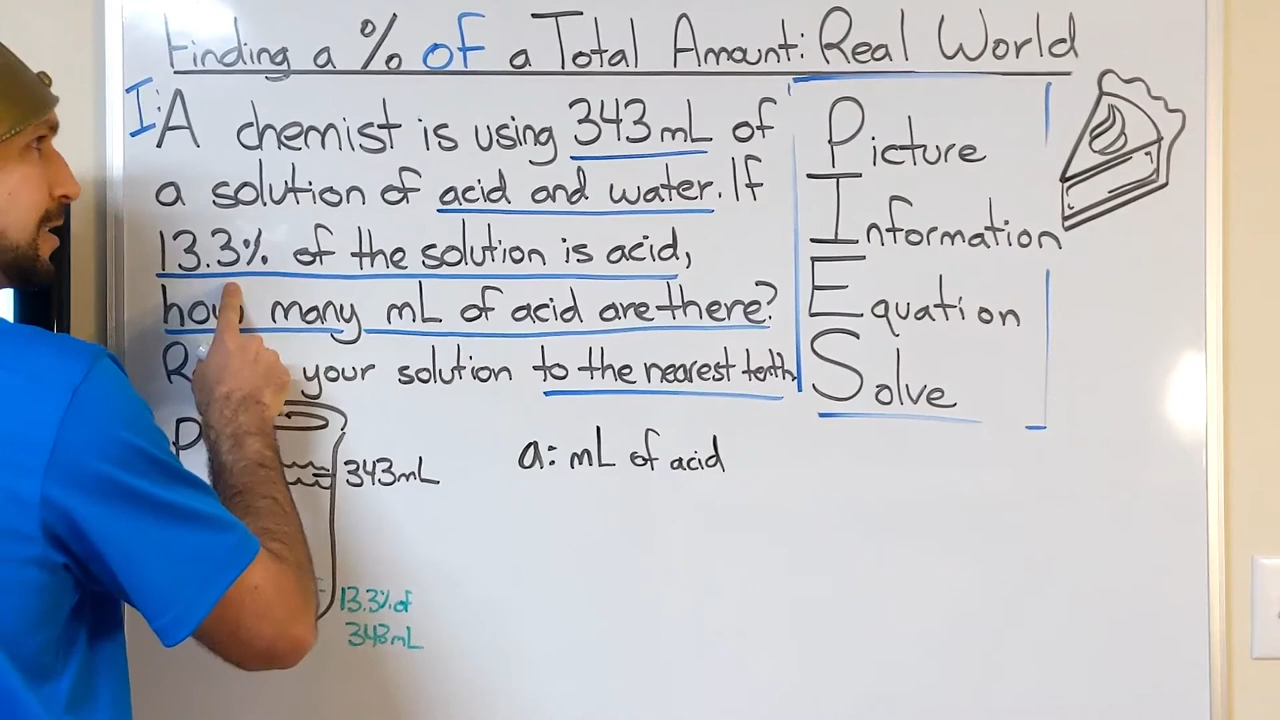 Finding a % of a Total Amount: Real World
I: A chemist is using 343 mL of
a solution of acid and water. If
13.3% of the solution is acid,
how many mL of acid are there?
your solution to the nearest tenth.
P
343mL
13.3% of
343mL
a: mL of acid
Picture
Information
Equation
Solve